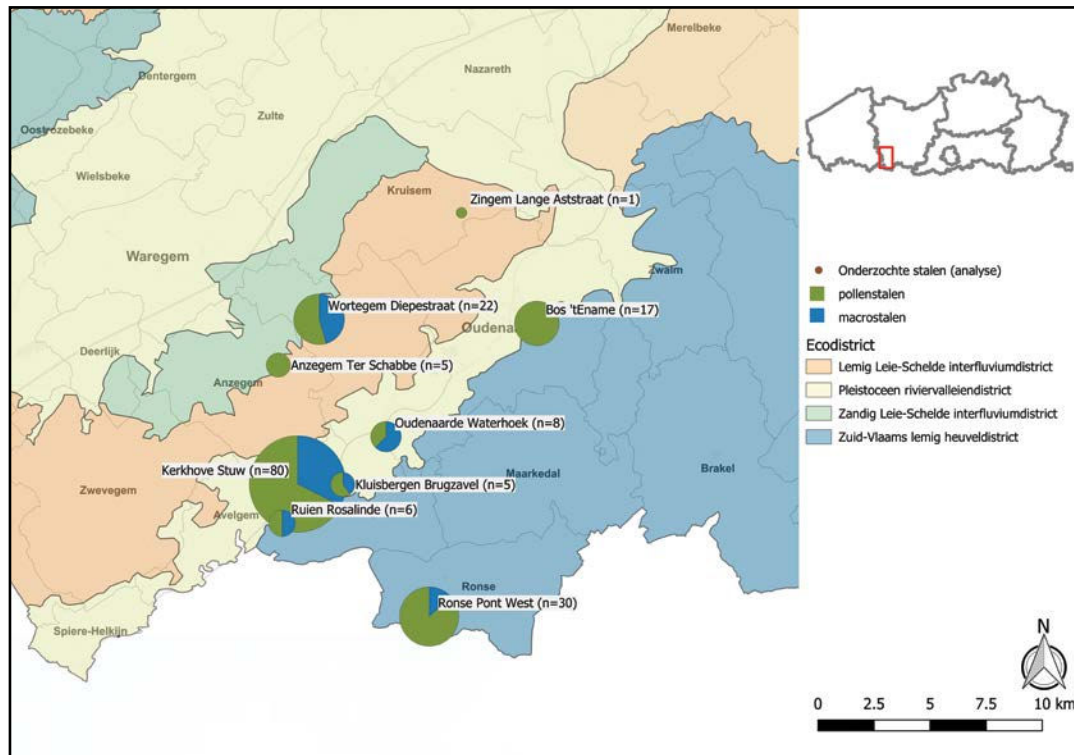 Merelbeke
Nazareth
Dentergem
Zulte
Oostrozebeke
Wielsbeke
Kruisem
Zingem Lange Aststraat (n=1)
Waregem
Zwalm
Wortegem Diepestraat (n=22)
Bos 'tEname (n=17)
Oudena
Deerlijk
Anzegem Ter Schabbe (n=5)
Anzegem
Oudenaarde Waterhoek (n=8)
Kerkhove Stuw (n=80)
Maarkedal
Brakel
Kluisbergen Brugzavel (n=5)
Zwevegem
Ruien Rosalinde (n=6)
Avelgem
Ronse
Ronse Pont West (n=30)
Spiere-Helkijn
Onderzochte stalen (analyse)
pollenstalen
macrostalen
Ecodistrict
Lemig Leie-Schelde interfluviumdistrict
Pleistoceen riviervalleiendistrict
Zandig Leie-Schelde interfluviumdistrict
Zuid-Vlaams lemig heuveldistrict
N
0 2.5 5 7.5 10 km